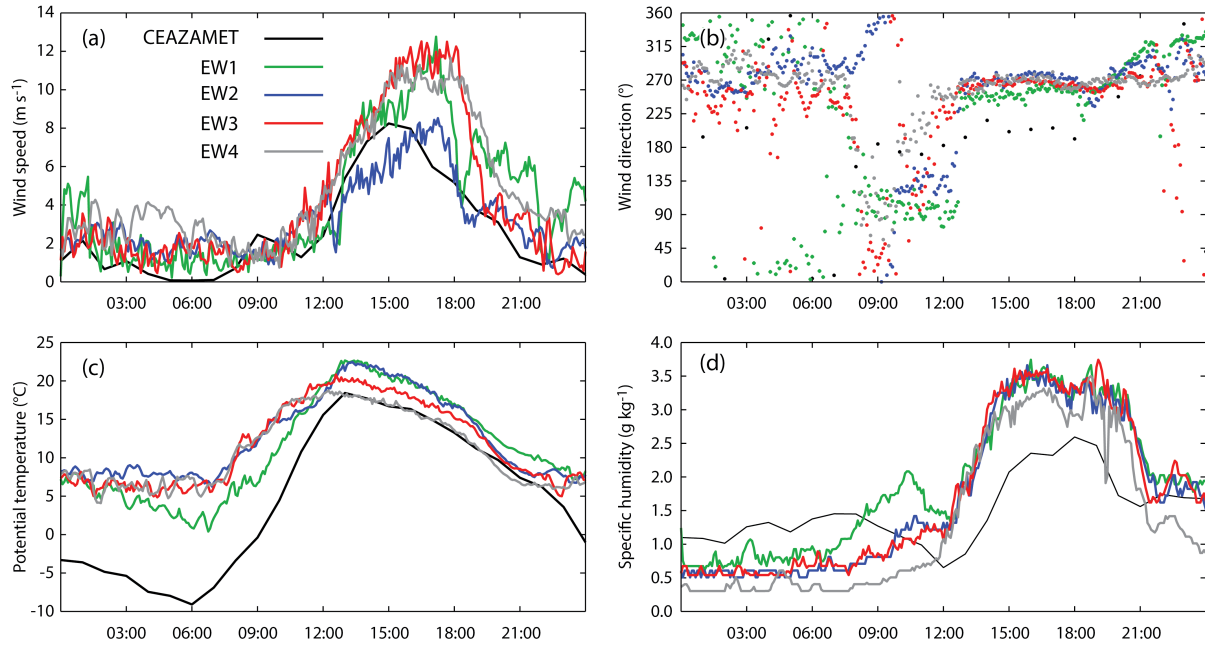 (a)
CEAZAMET
EW1
EW2
EW3
EW4
Wind speed (m s⁻¹)
14
12
10
8
6
4
2
0
03:00 06:00 09:00 12:00 15:00 18:00 21:00
(b)
Wind direction (°)
360
315
270
225
180
135
90
45
0
03:00 06:00 09:00 12:00 15:00 18:00 21:00
(c)
Potential temperature (°C)
25
20
15
10
5
0
-5
-10
03:00 06:00 09:00 12:00 15:00 18:00 21:00
(d)
Specific humidity (g kg⁻¹)
4.0
3.5
3.0
2.5
2.0
1.5
1.0
0.5
0.0
03:00 06:00 09:00 12:00 15:00 18:00 21:00